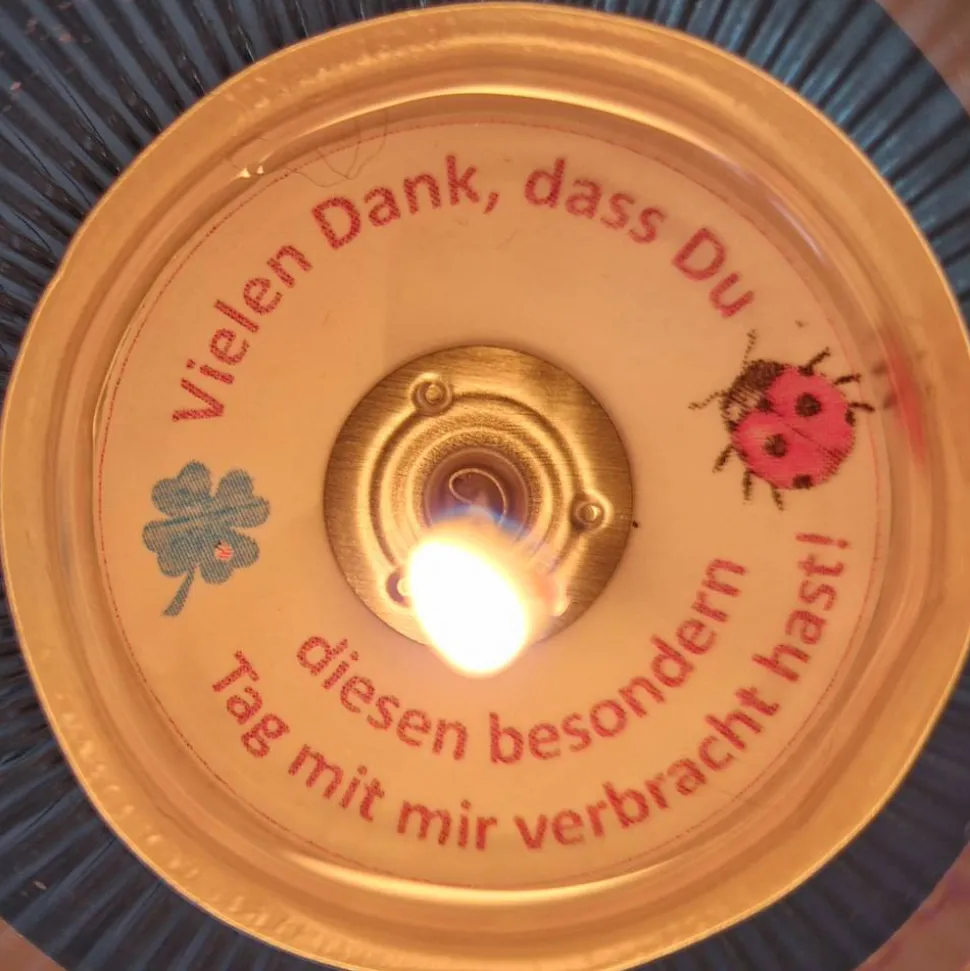 Vielen Dank, dass Du
diesen besondern
Tag mit mir verbracht hast!